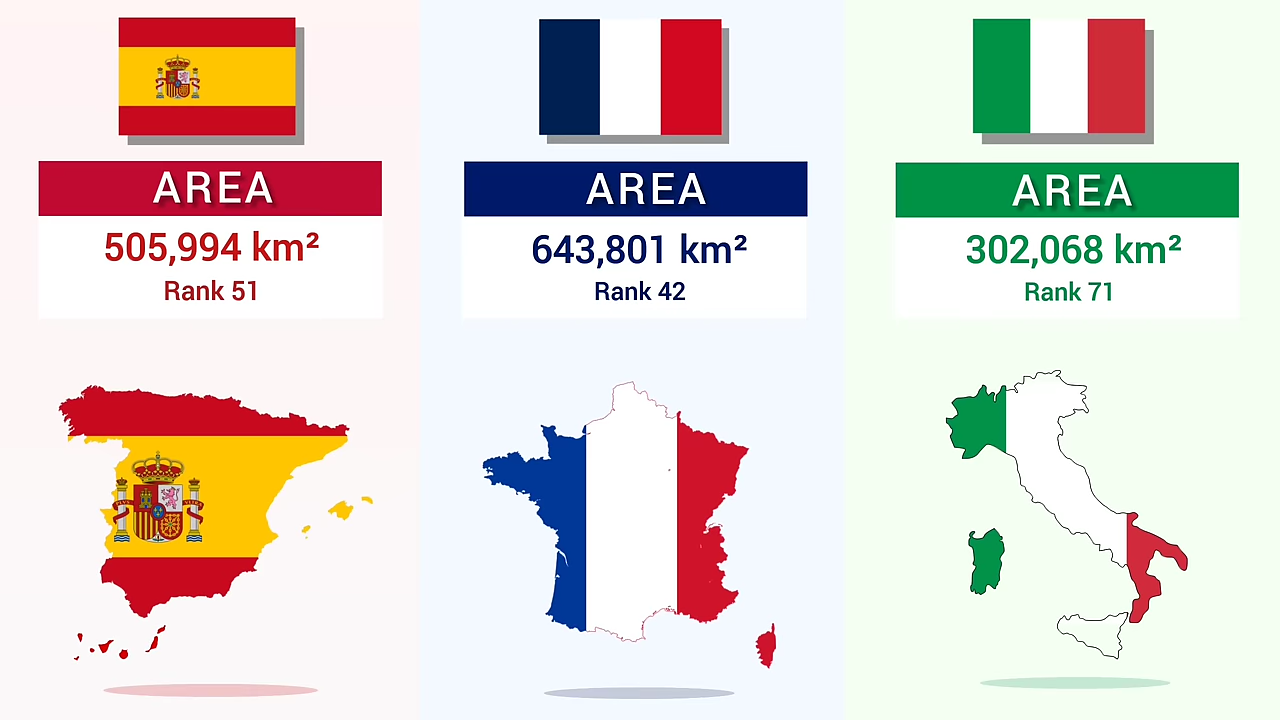 AREA
505,994 km²
Rank 51
AREA
643,801 km²
Rank 42
AREA
302,068 km²
Rank 71